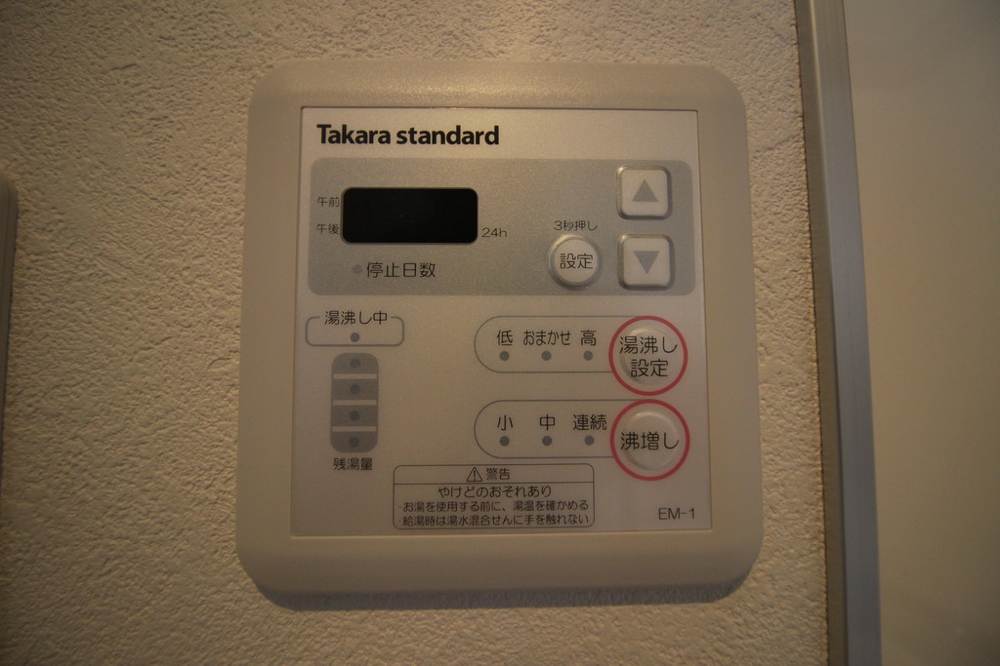 Takara standard
午前
午後
24h
3秒押し
設定
停止日数
湯沸し中
低 おまかせ 高
湯沸し
設定
小 中 連続
沸増し
残湯量
⚠警告
やけどのおそれあり
・お湯を使用する前に、湯温を確かめる
・給湯時は湯水混合せんに手を触れない
EM-1